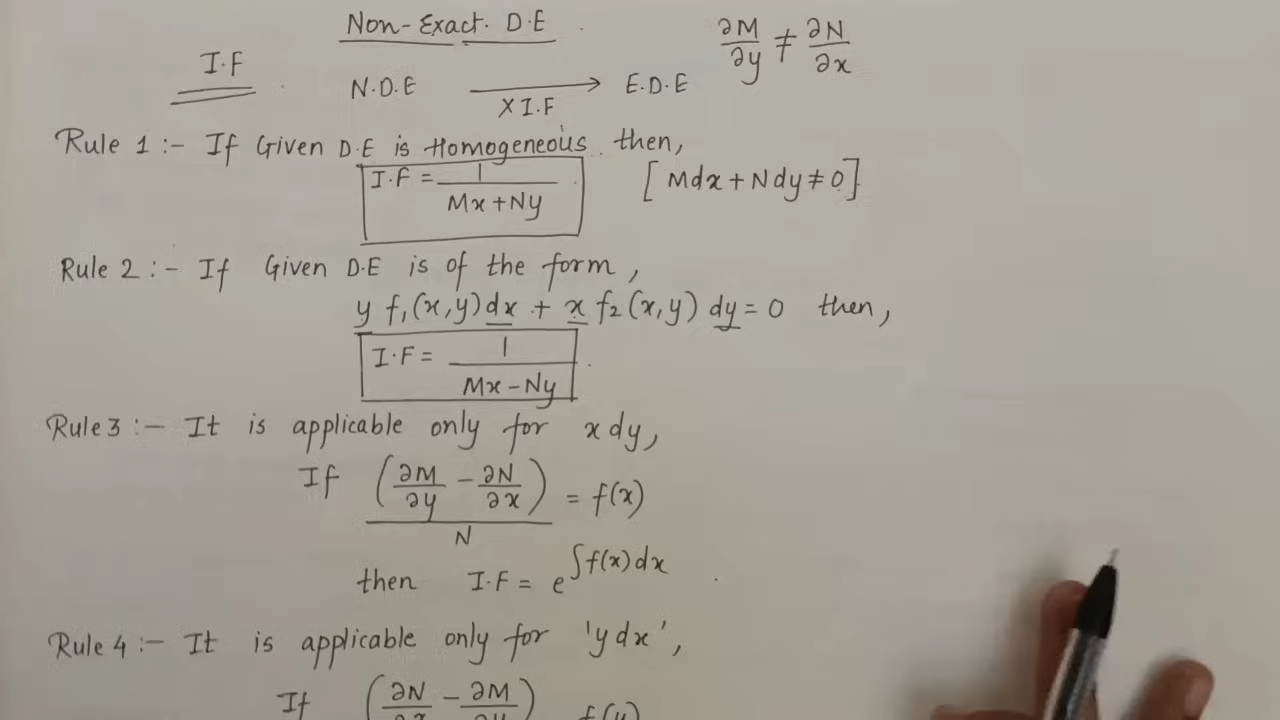 Non-Exact D.E
∂M/∂y ≠ ∂N/∂x
I.F
N.D.E ⟶ E.D.E
X I.F
Rule 1 :- If Given D.E is Homogeneous then,
I.F = 1/(Mx + Ny) [Mdx + Ndy ≠ 0]
Rule 2 :- If Given D.E is of the form,
y f₁(x,y) dx + x f₂(x,y) dy = 0 then,
I.F = 1/(Mx - Ny)
Rule 3 :- It is applicable only for x dy,
If (∂M/∂y - ∂N/∂x)/N = f(x)
then I.F = e^∫f(x)dx
Rule 4 :- It is applicable only for 'y dx',
If (∂N/∂x - ∂M/∂y) f(y)